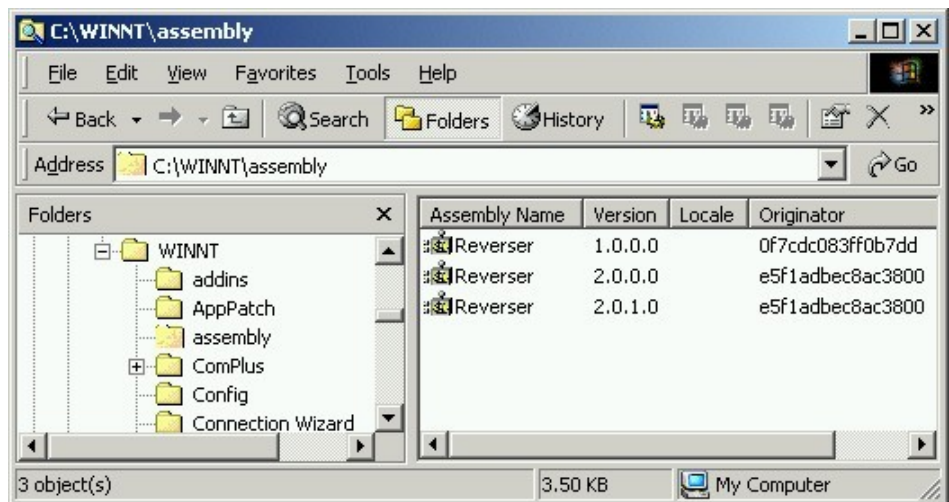 C:\WINNT\assembly
File Edit View Favorites Tools Help
Back Search Folders History »
Address C:\WINNT\assembly Go
Folders
WINNT
addins
AppPatch
assembly
ComPlus
Config
Connection Wizard
Assembly Name Version Locale Originator
Reverser 1.0.0.0 0f7cdc083ff0b7dd
Reverser 2.0.0.0 e5f1adbec8ac3800
Reverser 2.0.1.0 e5f1adbec8ac3800
3 object(s) 3.50 KB My Computer